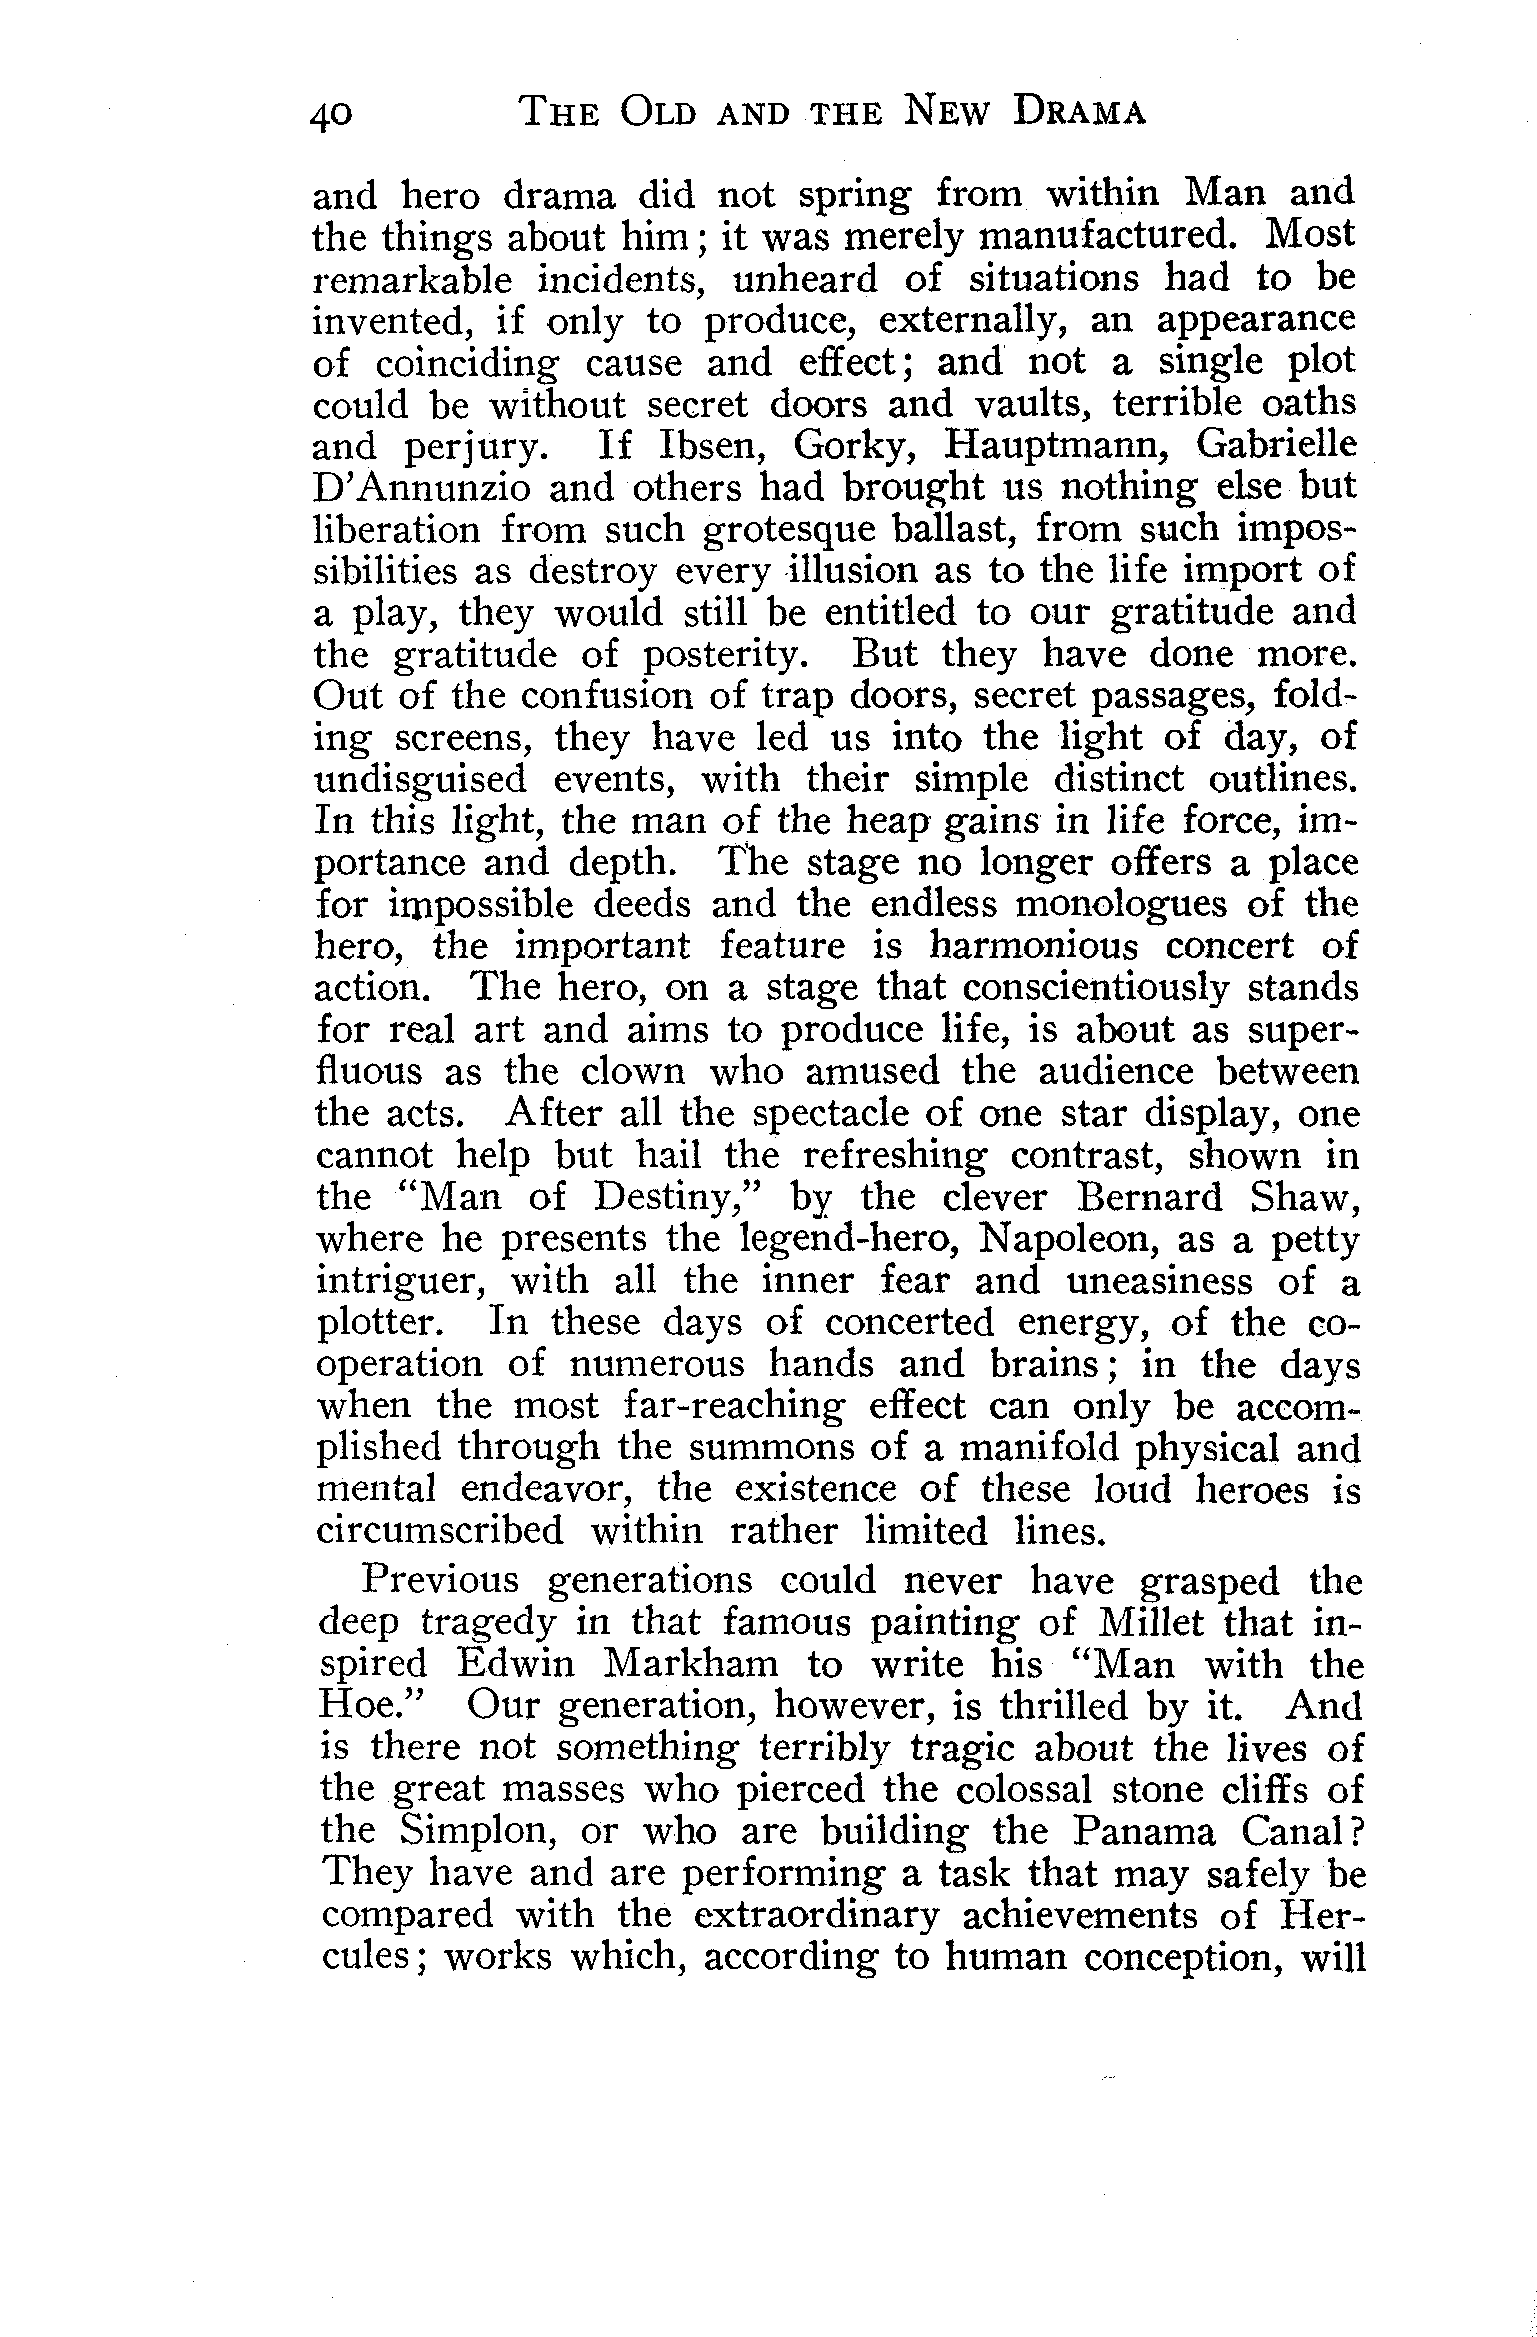 40 The Old and the New Drama
and hero drama did not spring from within Man and
the things about him; it was merely manufactured. Most
remarkable incidents, unheard of situations had to be
invented, if only to produce, externally, an appearance
of coinciding cause and effect; and not a single plot
could be without secret doors and vaults, terrible oaths
and perjury. If Ibsen, Gorky, Hauptmann, Gabrielle
D'Annunzio and others had brought us nothing else but
liberation from such grotesque ballast, from such impos-
sibilities as destroy every illusion as to the life import of
a play, they would still be entitled to our gratitude and
the gratitude of posterity. But they have done more.
Out of the confusion of trap doors, secret passages, fold-
ing screens, they have led us into the light of day, of
undisguised events, with their simple distinct outlines.
In this light, the man of the heap gains in life force, im-
portance and depth. The stage no longer offers a place
for impossible deeds and the endless monologues of the
hero, the important feature is harmonious concert of
action. The hero, on a stage that conscientiously stands
for real art and aims to produce life, is about as super-
fluous as the clown who amused the audience between
the acts. After all the spectacle of one star display, one
cannot help but hail the refreshing contrast, shown in
the "Man of Destiny," by the clever Bernard Shaw,
where he presents the legend-hero, Napoleon, as a petty
intriguer, with all the inner fear and uneasiness of a
plotter. In these days of concerted energy, of the co-
operation of numerous hands and brains; in the days
when the most far-reaching effect can only be accom-
plished through the summons of a manifold physical and
mental endeavor, the existence of these loud heroes is
circumscribed within rather limited lines.
Previous generations could never have grasped the
deep tragedy in that famous painting of Millet that in-
spired Edwin Markham to write his "Man with the
Hoe." Our generation, however, is thrilled by it. And
is there not something terribly tragic about the lives of
the great masses who pierced the colossal stone cliffs of
the Simplon, or who are building the Panama Canal?
They have and are performing a task that may safely be
compared with the extraordinary achievements of Her-
cules; works which, according to human conception, will